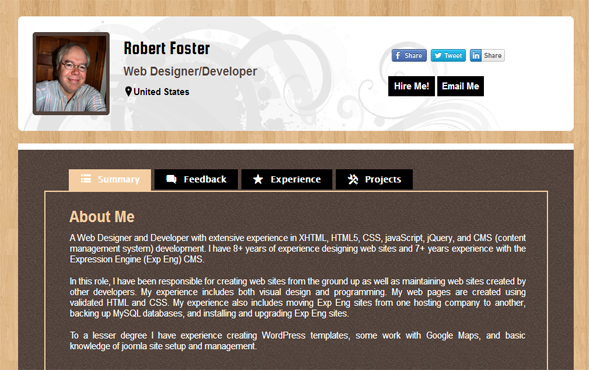 Robert Foster
Web Designer/Developer
United States
Share
Tweet
Share
Hire Me!
Email Me
Summary
Feedback
Experience
Projects
About Me
A Web Designer and Developer with extensive experience in XHTML, HTML5, CSS, javaScript, jQuery, and CMS (content
management system) development. I have 8+ years of experience designing web sites and 7+ years experience with the
Expression Engine (Exp Eng) CMS.
In this role, I have been responsible for creating web sites from the ground up as well as maintaining web sites created by
other developers. My experience includes both visual design and programming. My web pages are created using
validated HTML and CSS. My experience also includes moving Exp Eng sites from one hosting company to another,
backing up MySQL databases, and installing and upgrading Exp Eng sites.
To a lesser degree I have experience creating WordPress templates, some work with Google Maps, and basic
knowledge of joomla site setup and management.